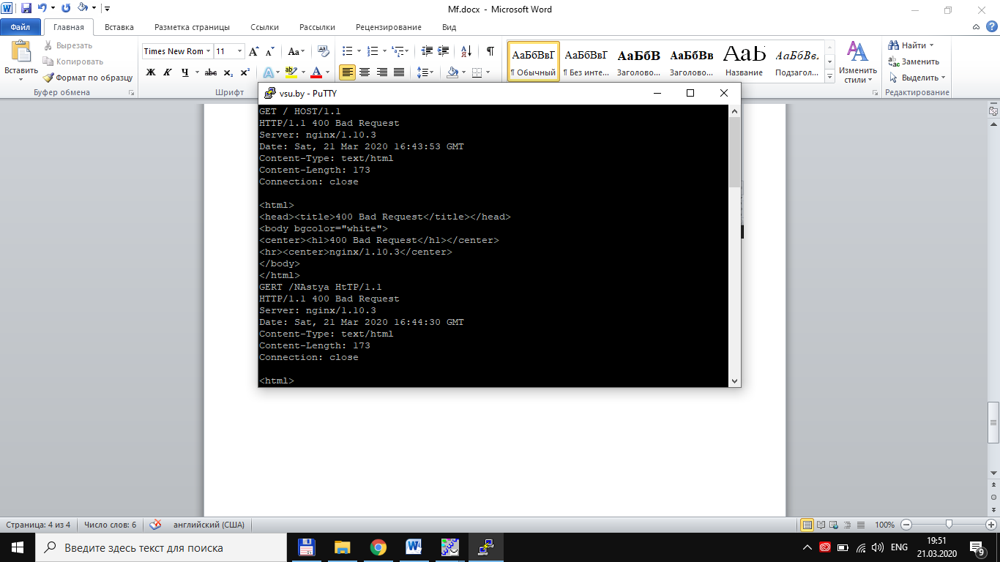 Mf.docx - Microsoft Word
Файл Главная Вставка Разметка страницы Ссылки Рассылки Рецензирование Вид
Вставить
Вырезать
Копировать
Формат по образцу
Буфер обмена
Times New Rom 11
Ж К Ч abc x₂ x²
Шрифт
АаБбВвГ АаБбВвГ АаБбВ АаБбВв АаБ АаБбВв.
¶ Обычный ¶ Без инте... Заголово... Заголово... Название Подзагол...
Изменить стили
Найти
Заменить
Выделить
Редактирование
vsu.by - PuTTY
GET / HOST/1.1
HTTP/1.1 400 Bad Request
Server: nginx/1.10.3
Date: Sat, 21 Mar 2020 16:43:53 GMT
Content-Type: text/html
Content-Length: 173
Connection: close
<html>
<head><title>400 Bad Request</title></head>
<body bgcolor="white">
<center><h1>400 Bad Request</h1></center>
<hr><center>nginx/1.10.3</center>
</body>
</html>
GERT /NAstya HtTP/1.1
HTTP/1.1 400 Bad Request
Server: nginx/1.10.3
Date: Sat, 21 Mar 2020 16:44:30 GMT
Content-Type: text/html
Content-Length: 173
Connection: close
<html>
Страница: 4 из 4 Число слов: 6 английский (США) 100%
Введите здесь текст для поиска
ENG
19:51
21.03.2020
9